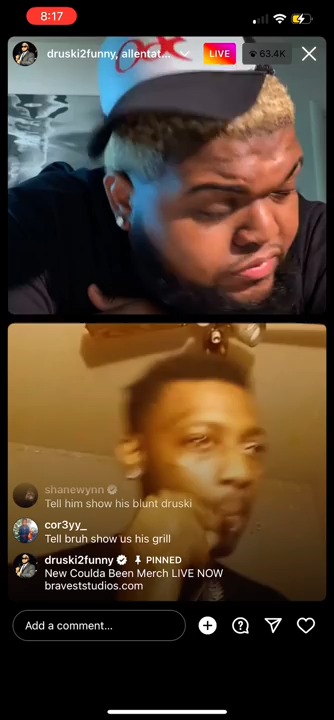 8:17
druski2funny, allentat...
LIVE
63.4K
shanewynn
Tell him show his blunt druski
cor3yy_
Tell bruh show us his grill
druski2funny PINNED
New Coulda Been Merch LIVE NOW
braveststudios.com
Add a comment...